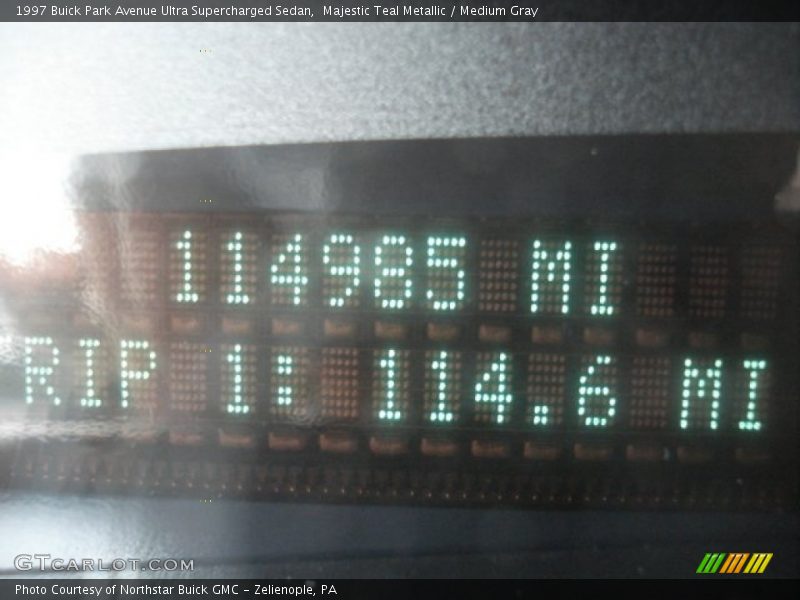 1997 Buick Park Avenue Ultra Supercharged Sedan, Majestic Teal Metallic / Medium Gray
114985 MI
RIP 1: 114.6 MI
GTCARLOT.COM
Photo Courtesy of Northstar Buick GMC - Zelienople, PA